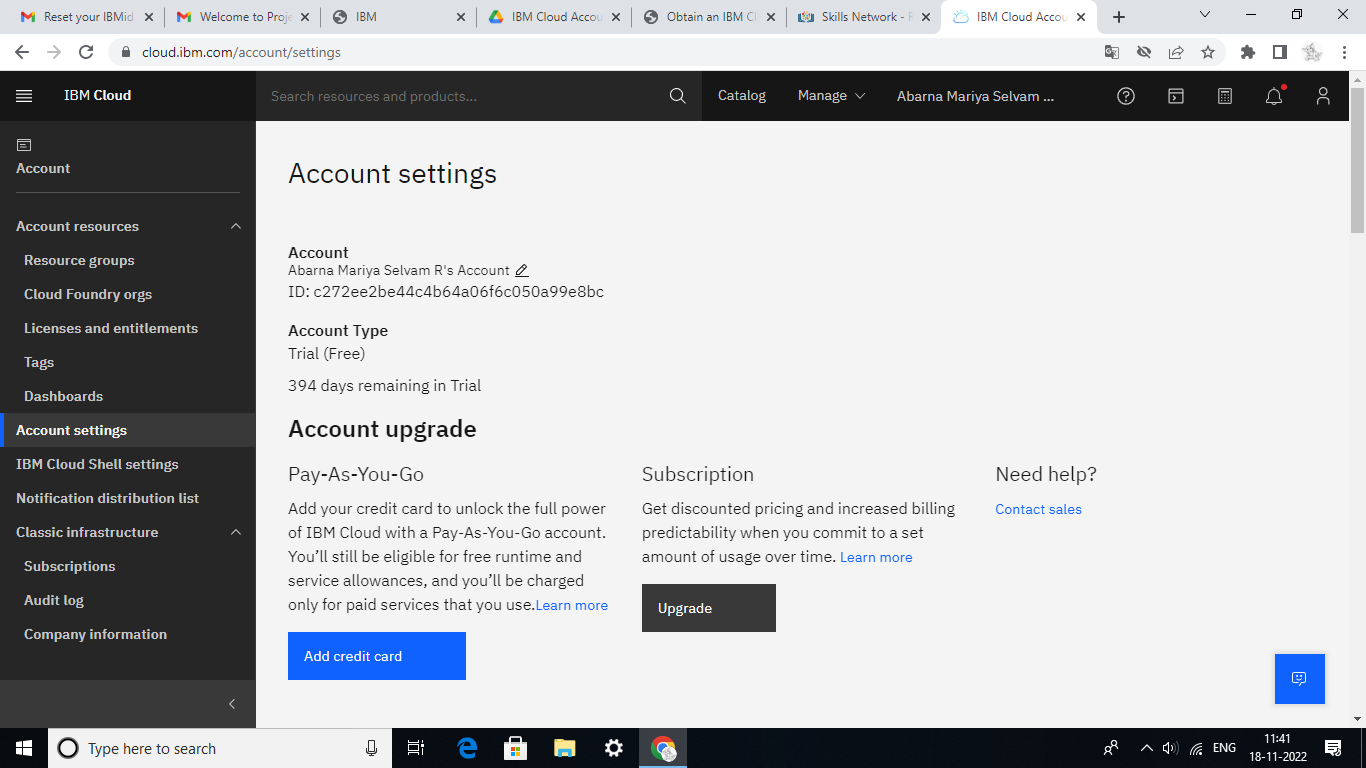 Reset your IBMid
Welcome to Proje
IBM
IBM Cloud Accou
Obtain an IBM Cl
Skills Network - F
IBM Cloud Accou
cloud.ibm.com/account/settings
IBM Cloud
Search resources and products...
Catalog
Manage
Abarna Mariya Selvam ...
Account
Account resources
Resource groups
Cloud Foundry orgs
Licenses and entitlements
Tags
Dashboards
Account settings
IBM Cloud Shell settings
Notification distribution list
Classic infrastructure
Subscriptions
Audit log
Company information
Account settings
Account
Abarna Mariya Selvam R's Account
ID: c272ee2be44c4b64a06f6c050a99e8bc
Account Type
Trial (Free)
394 days remaining in Trial
Account upgrade
Pay-As-You-Go
Add your credit card to unlock the full power
of IBM Cloud with a Pay-As-You-Go account.
You’ll still be eligible for free runtime and
service allowances, and you’ll be charged
only for paid services that you use.Learn more
Add credit card
Subscription
Get discounted pricing and increased billing
predictability when you commit to a set
amount of usage over time. Learn more
Upgrade
Need help?
Contact sales
Type here to search
ENG
11:41
18-11-2022